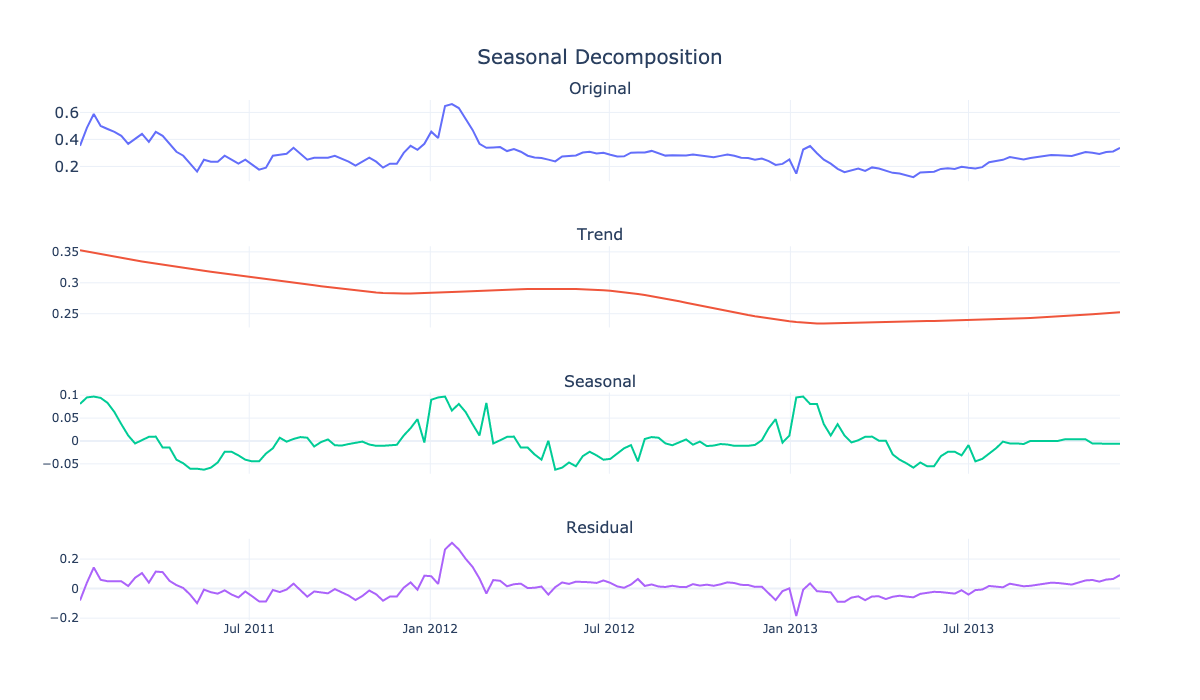 Seasonal Decomposition
Original
0.6
0.4
0.2
Trend
0.35
0.3
0.25
Seasonal
0.1
0.05
0
−0.05
Residual
0.2
0
−0.2
Jul 2011 Jan 2012 Jul 2012 Jan 2013 Jul 2013